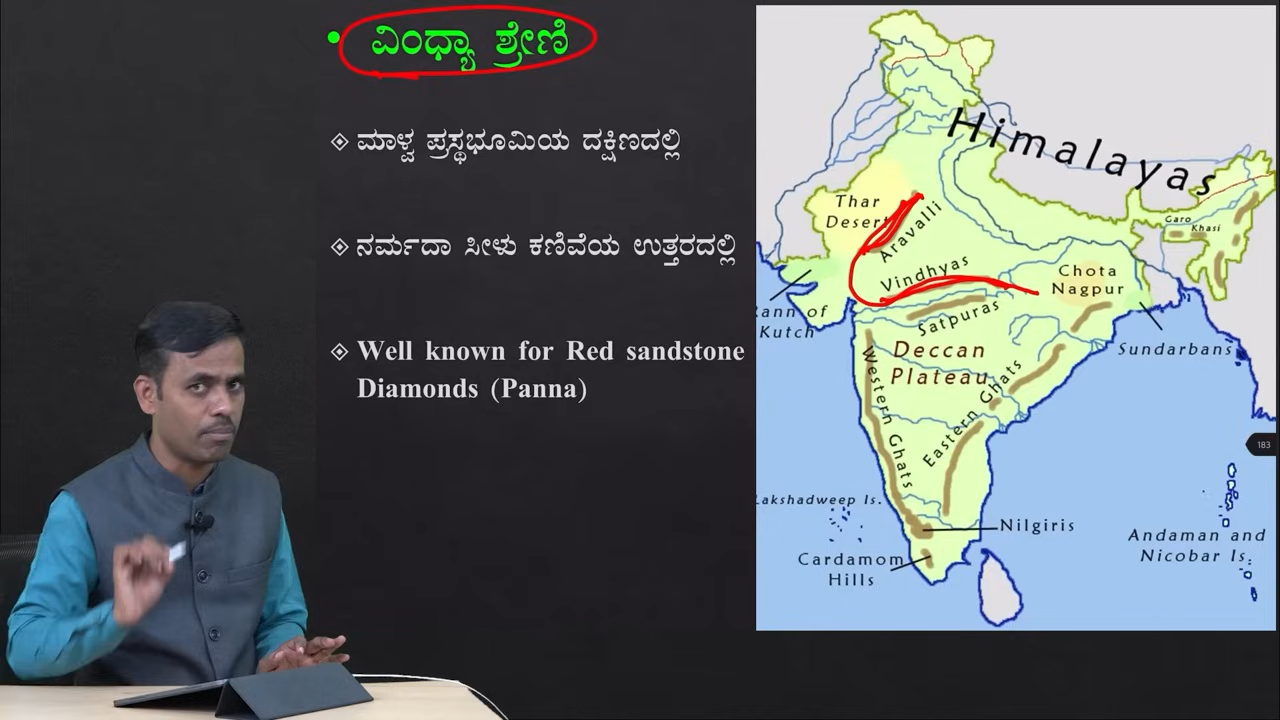 • ವಿಂಧ್ಯಾ ಶ್ರೇಣಿ
ಮಾಳ್ವ ಪ್ರಸ್ಥಭೂಮಿಯ ದಕ್ಷಿಣದಲ್ಲಿ
ನರ್ಮದಾ ಸೀಳು ಕಣಿವೆಯ ಉತ್ತರದಲ್ಲಿ
Well known for Red sandstone
Diamonds (Panna)
Himalayas
Thar
Desert
Aravalli
Garo
Khasi
Vindhyas
Chota
Nagpur
Rann of
Kutch
Satpuras
Sundarbans
Deccan
Plateau
Western Ghats
Eastern Ghats
183
Lakshadweep Is.
Nilgiris
Andaman and
Nicobar Is.
Cardamom
Hills